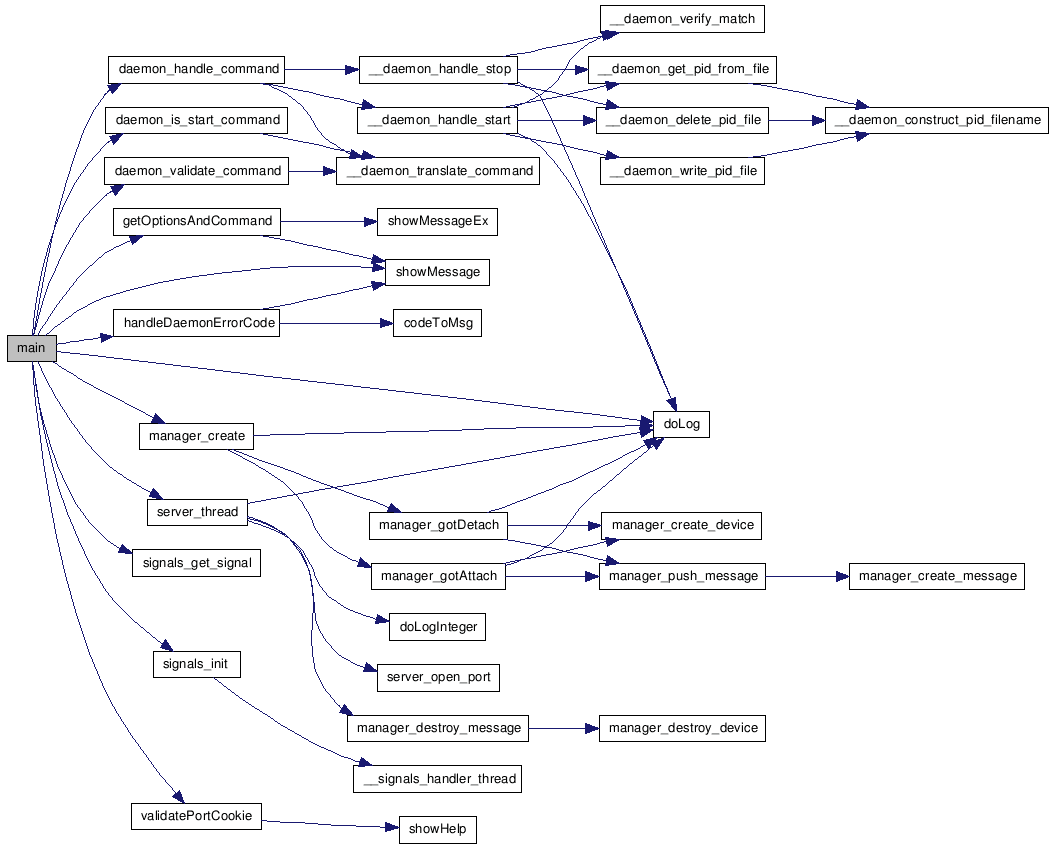 __daemon_verify_match
daemon_handle_command
__daemon_handle_stop
__daemon_get_pid_from_file
daemon_is_start_command
__daemon_handle_start
__daemon_delete_pid_file
__daemon_construct_pid_filename
daemon_validate_command
__daemon_translate_command
__daemon_write_pid_file
getOptionsAndCommand
showMessageEx
showMessage
handleDaemonErrorCode
codeToMsg
main
manager_create
doLog
server_thread
manager_gotDetach
manager_create_device
signals_get_signal
manager_gotAttach
manager_push_message
manager_create_message
doLogInteger
signals_init
server_open_port
manager_destroy_message
manager_destroy_device
__signals_handler_thread
validatePortCookie
showHelp